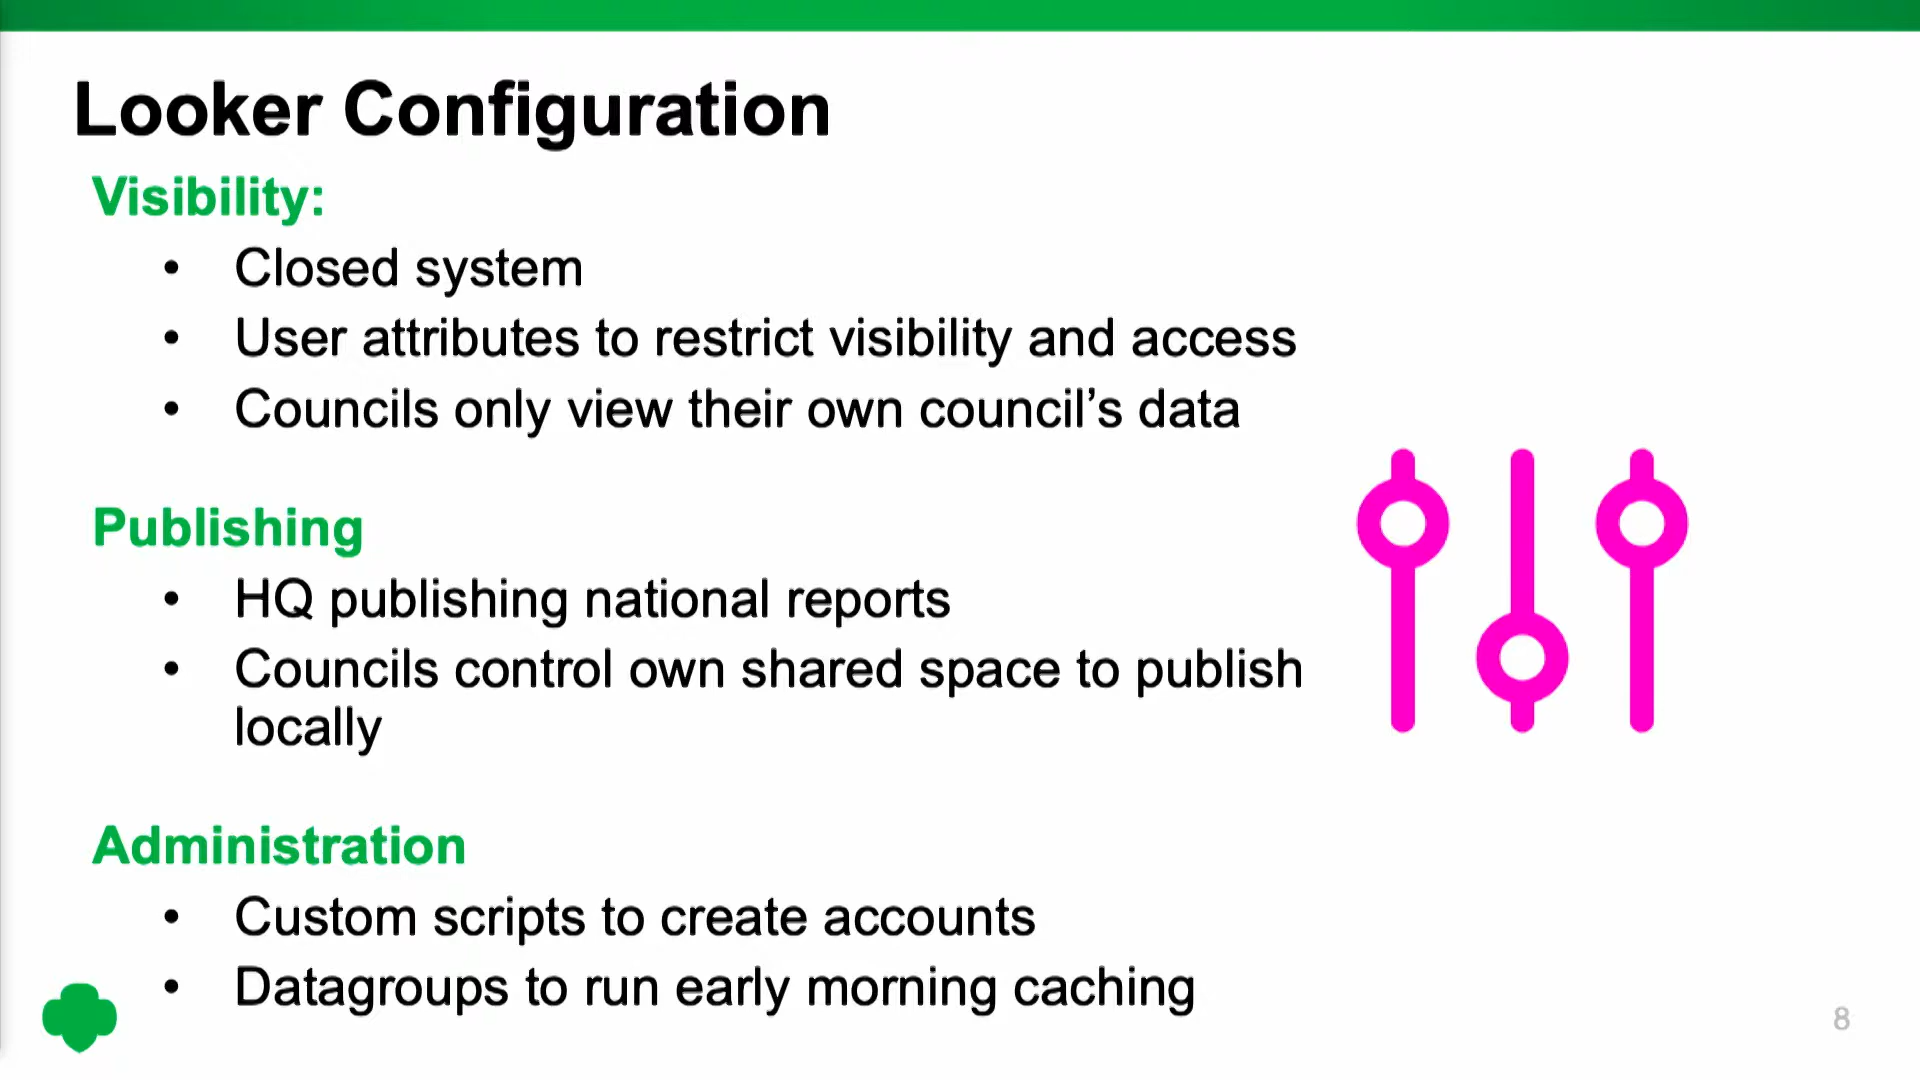 Looker Configuration
Visibility:
• Closed system
• User attributes to restrict visibility and access
• Councils only view their own council’s data
Publishing
• HQ publishing national reports
• Councils control own shared space to publish
locally
Administration
• Custom scripts to create accounts
• Datagroups to run early morning caching
8